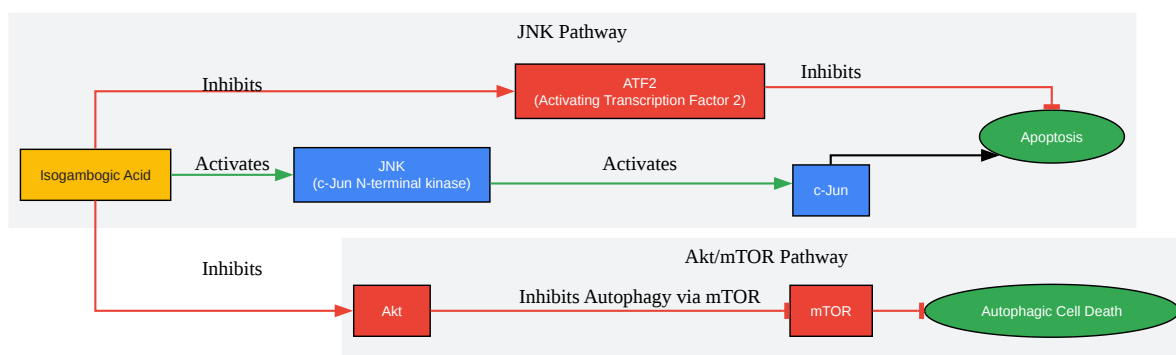 JNK Pathway
Inhibits
ATF2
(Activating Transcription Factor 2)
Inhibits
Apoptosis
Isogambogic Acid
Activates
JNK
(c-Jun N-terminal kinase)
Activates
c-Jun
Inhibits
Akt/mTOR Pathway
Akt
Inhibits Autophagy via mTOR
mTOR
Autophagic Cell Death